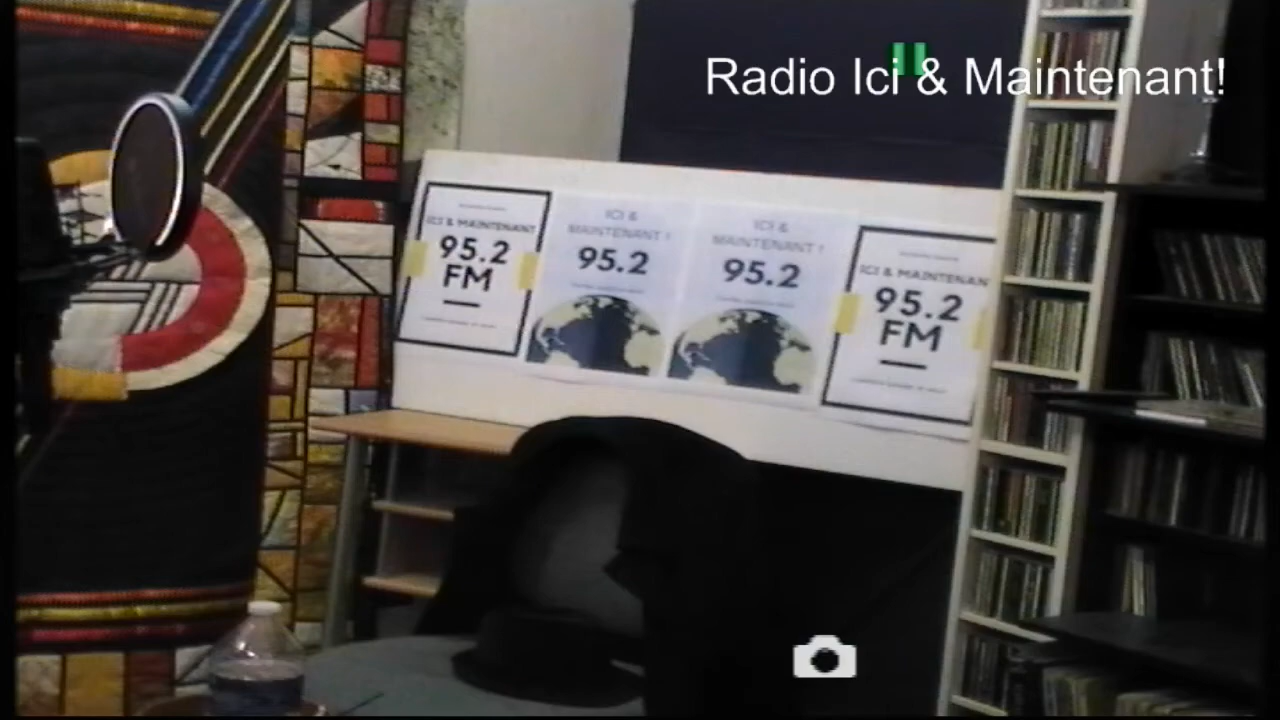 Radio Ici & Maintenant!
ICI & MAINTENANT
95.2
FM
ICI &
MAINTENANT !
95.2
ICI &
MAINTENANT !
95.2
ICI & MAINTENAN
95.2
FM